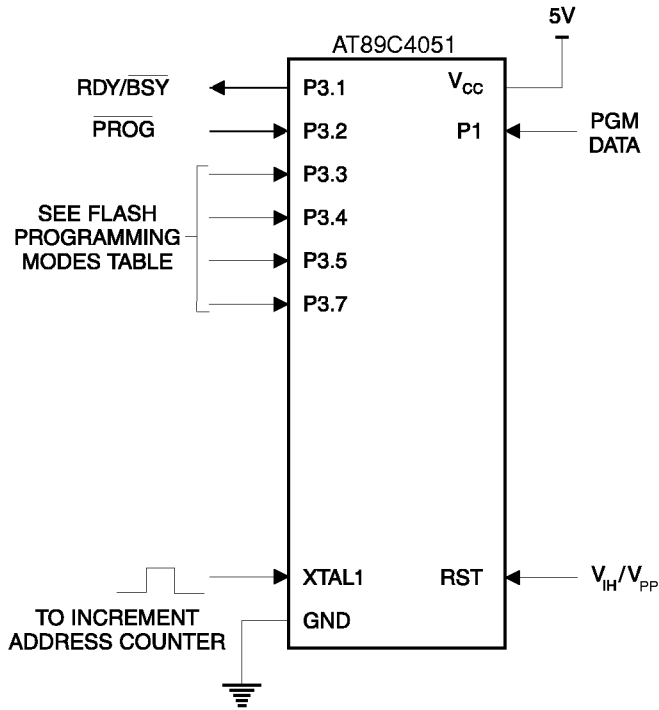 5V
AT89C4051
RDY/BSY
P3.1
VCC
PROG
P3.2
P1
PGM
DATA
P3.3
SEE FLASH
PROGRAMMING
MODES TABLE
P3.4
P3.5
P3.7
XTAL1
RST
VIH/VPP
TO INCREMENT
ADDRESS COUNTER
GND